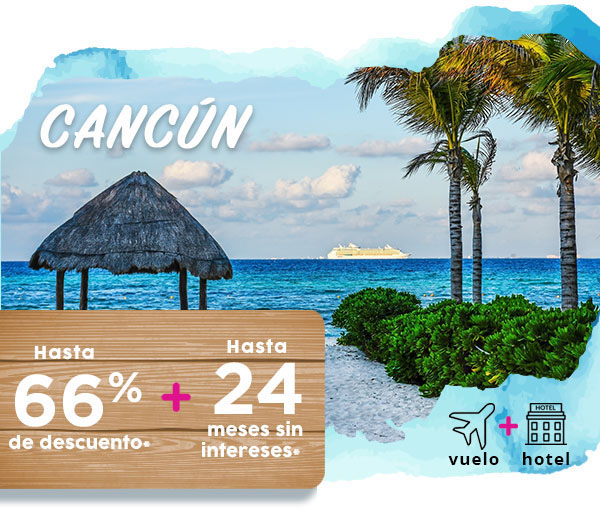 CANCÚN
Hasta
66%
de descuento•
+
Hasta
24
meses sin
intereses•
HOTEL
+
vuelo hotel